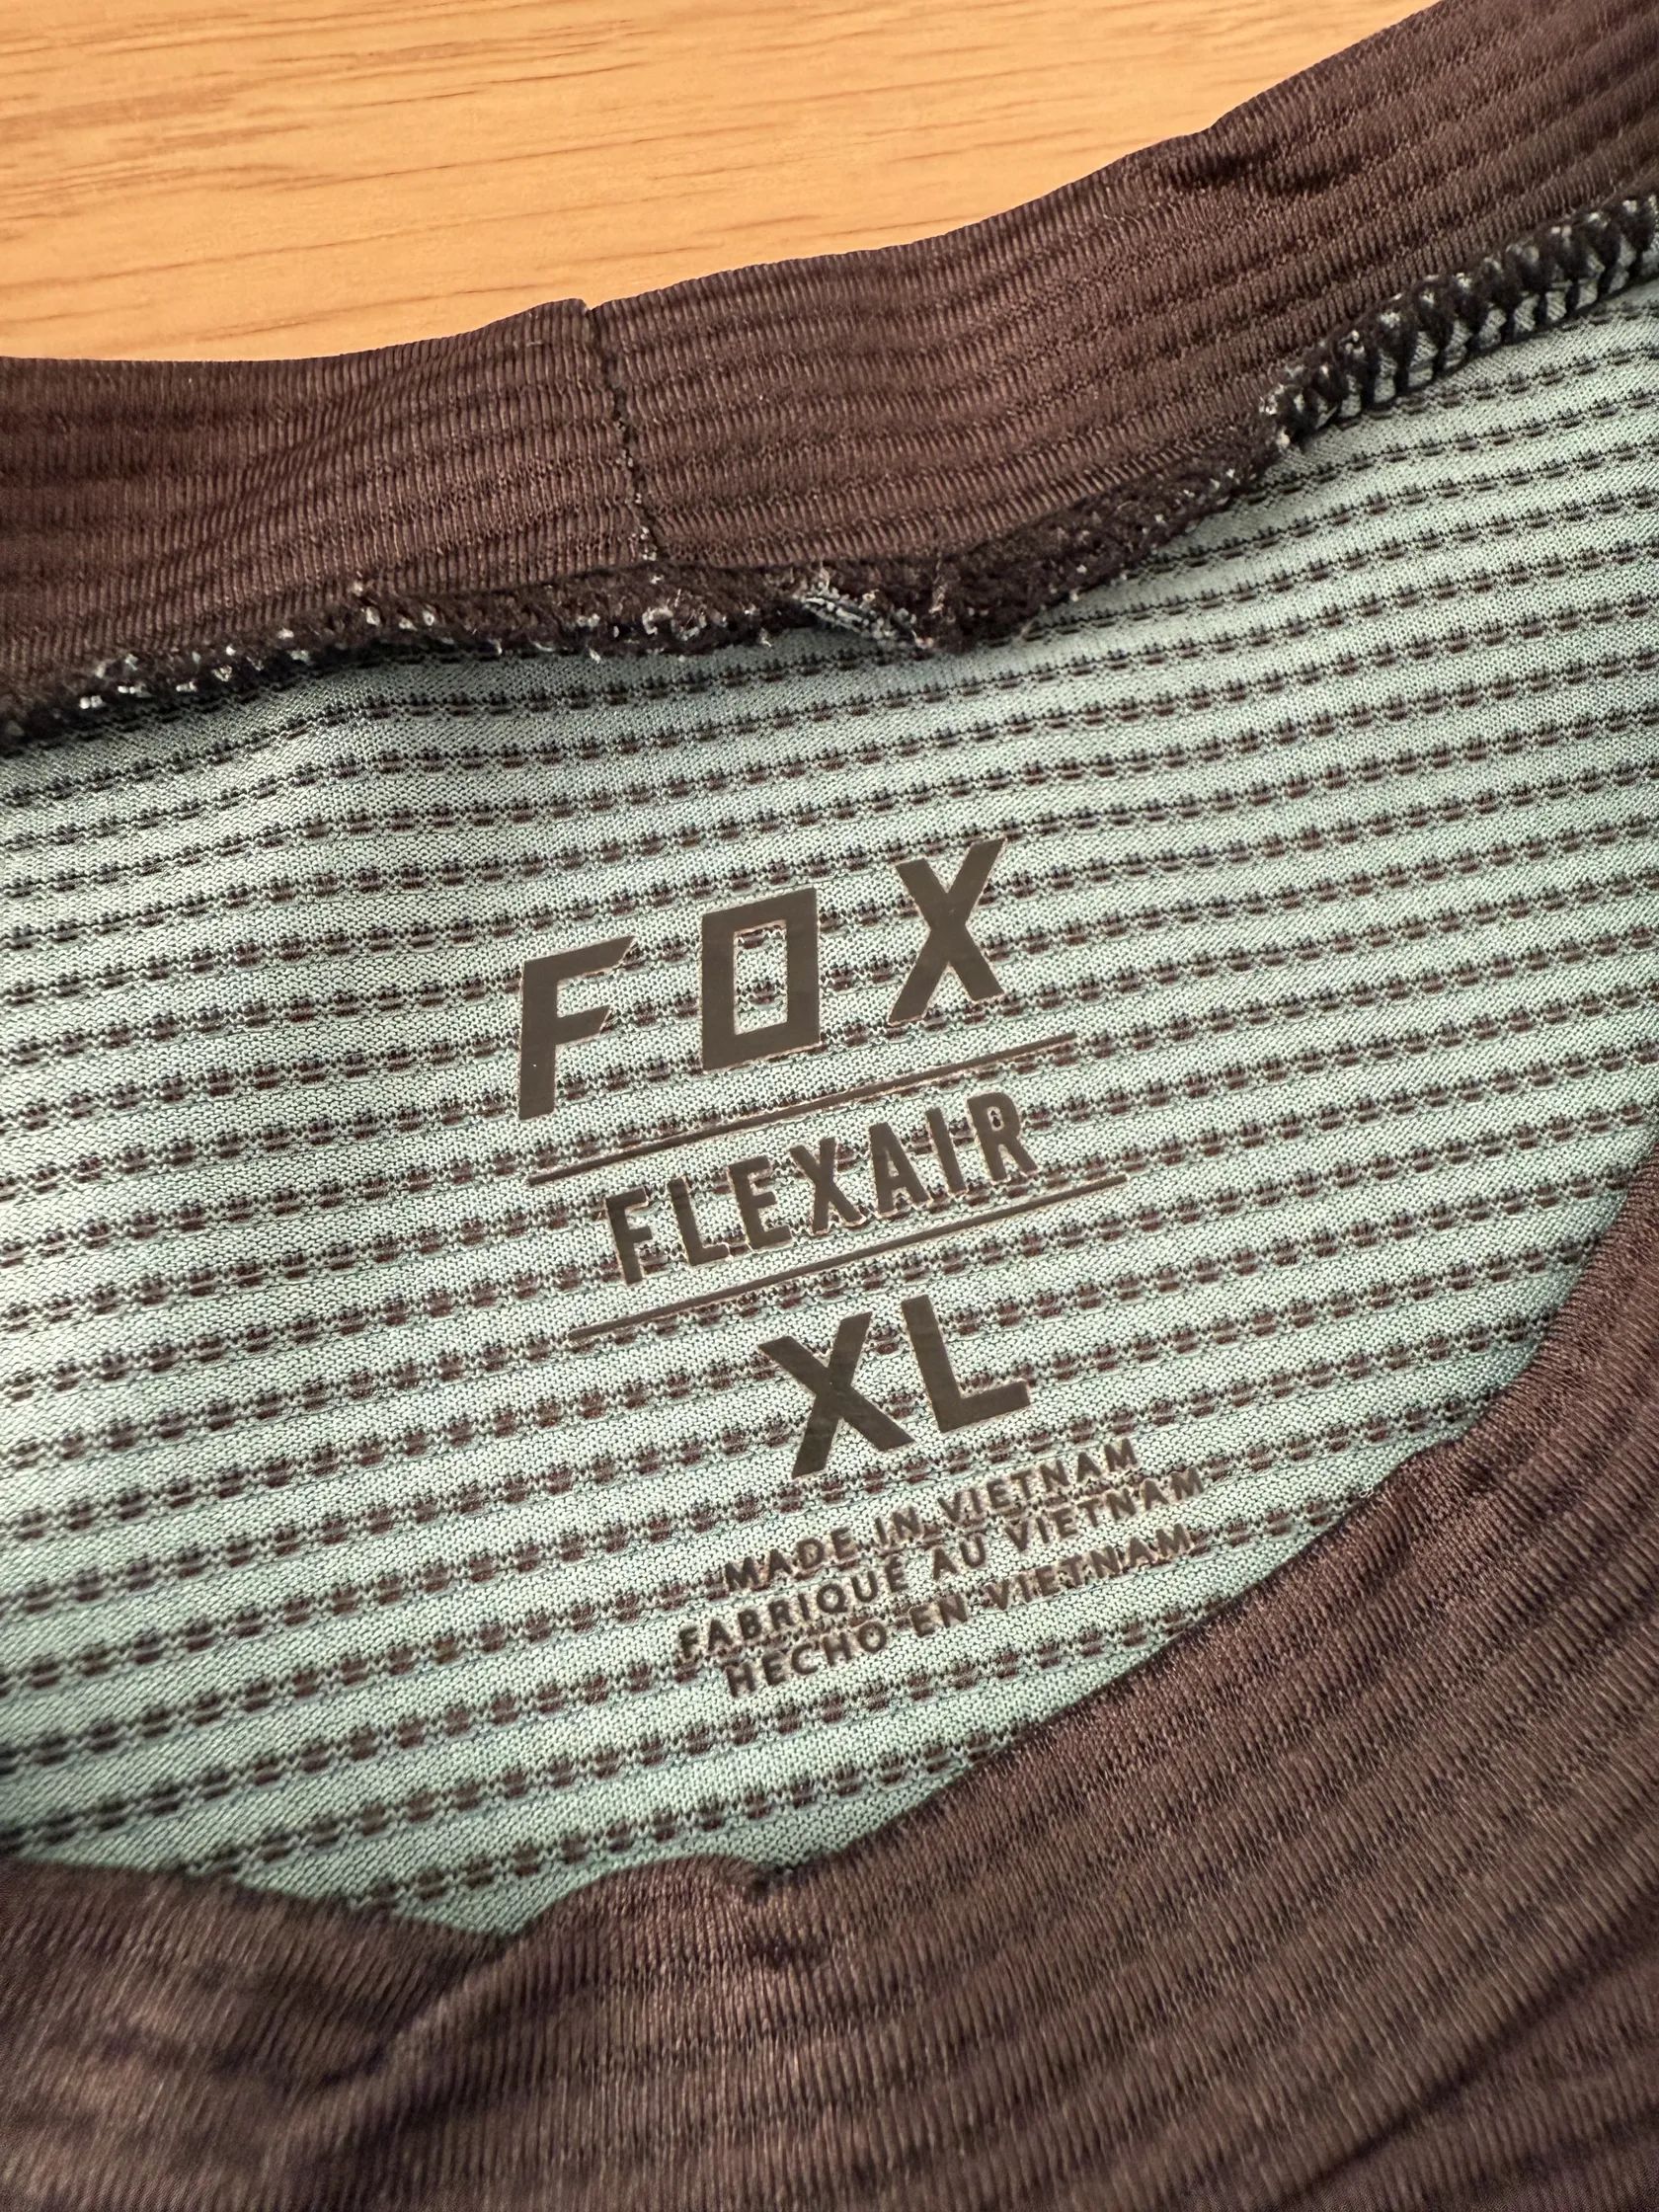 FOX
FLEXAIR
XL
MADE IN VIETNAM
FABRIQUÉ AU VIETNAM
HECHO EN VIETNAM